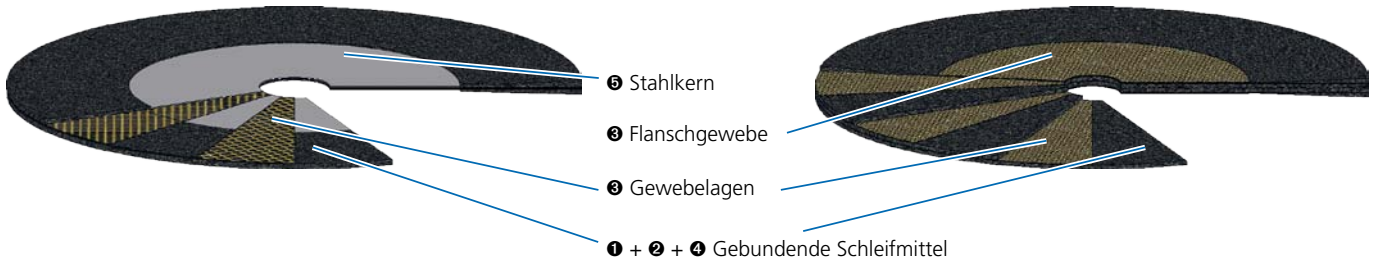 ❺ Stahlkern
❸ Flanschgewebe
❸ Gewebelagen
❶ + ❷ + ❹ Gebundende Schleifmittel